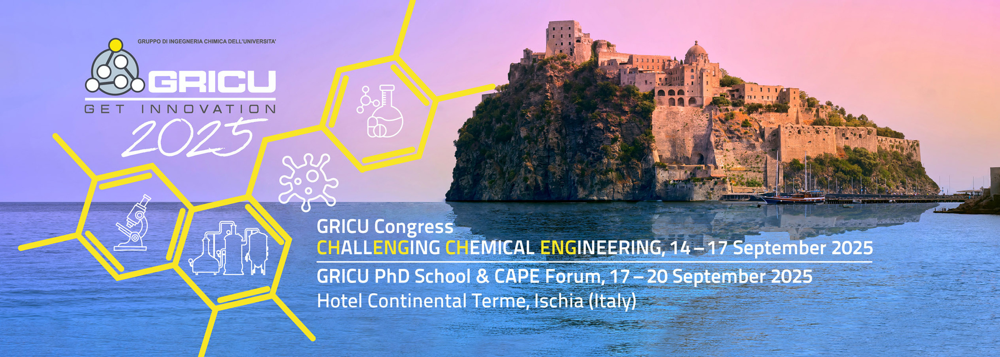 GRUPPO DI INGEGNERIA CHIMICA DELL'UNIVERSITA'
GRICU
GET INNOVATION
2025
GRICU Congress
CHALLENGING CHEMICAL ENGINEERING, 14–17 September 2025
GRICU PhD School & CAPE Forum, 17–20 September 2025
Hotel Continental Terme, Ischia (Italy)